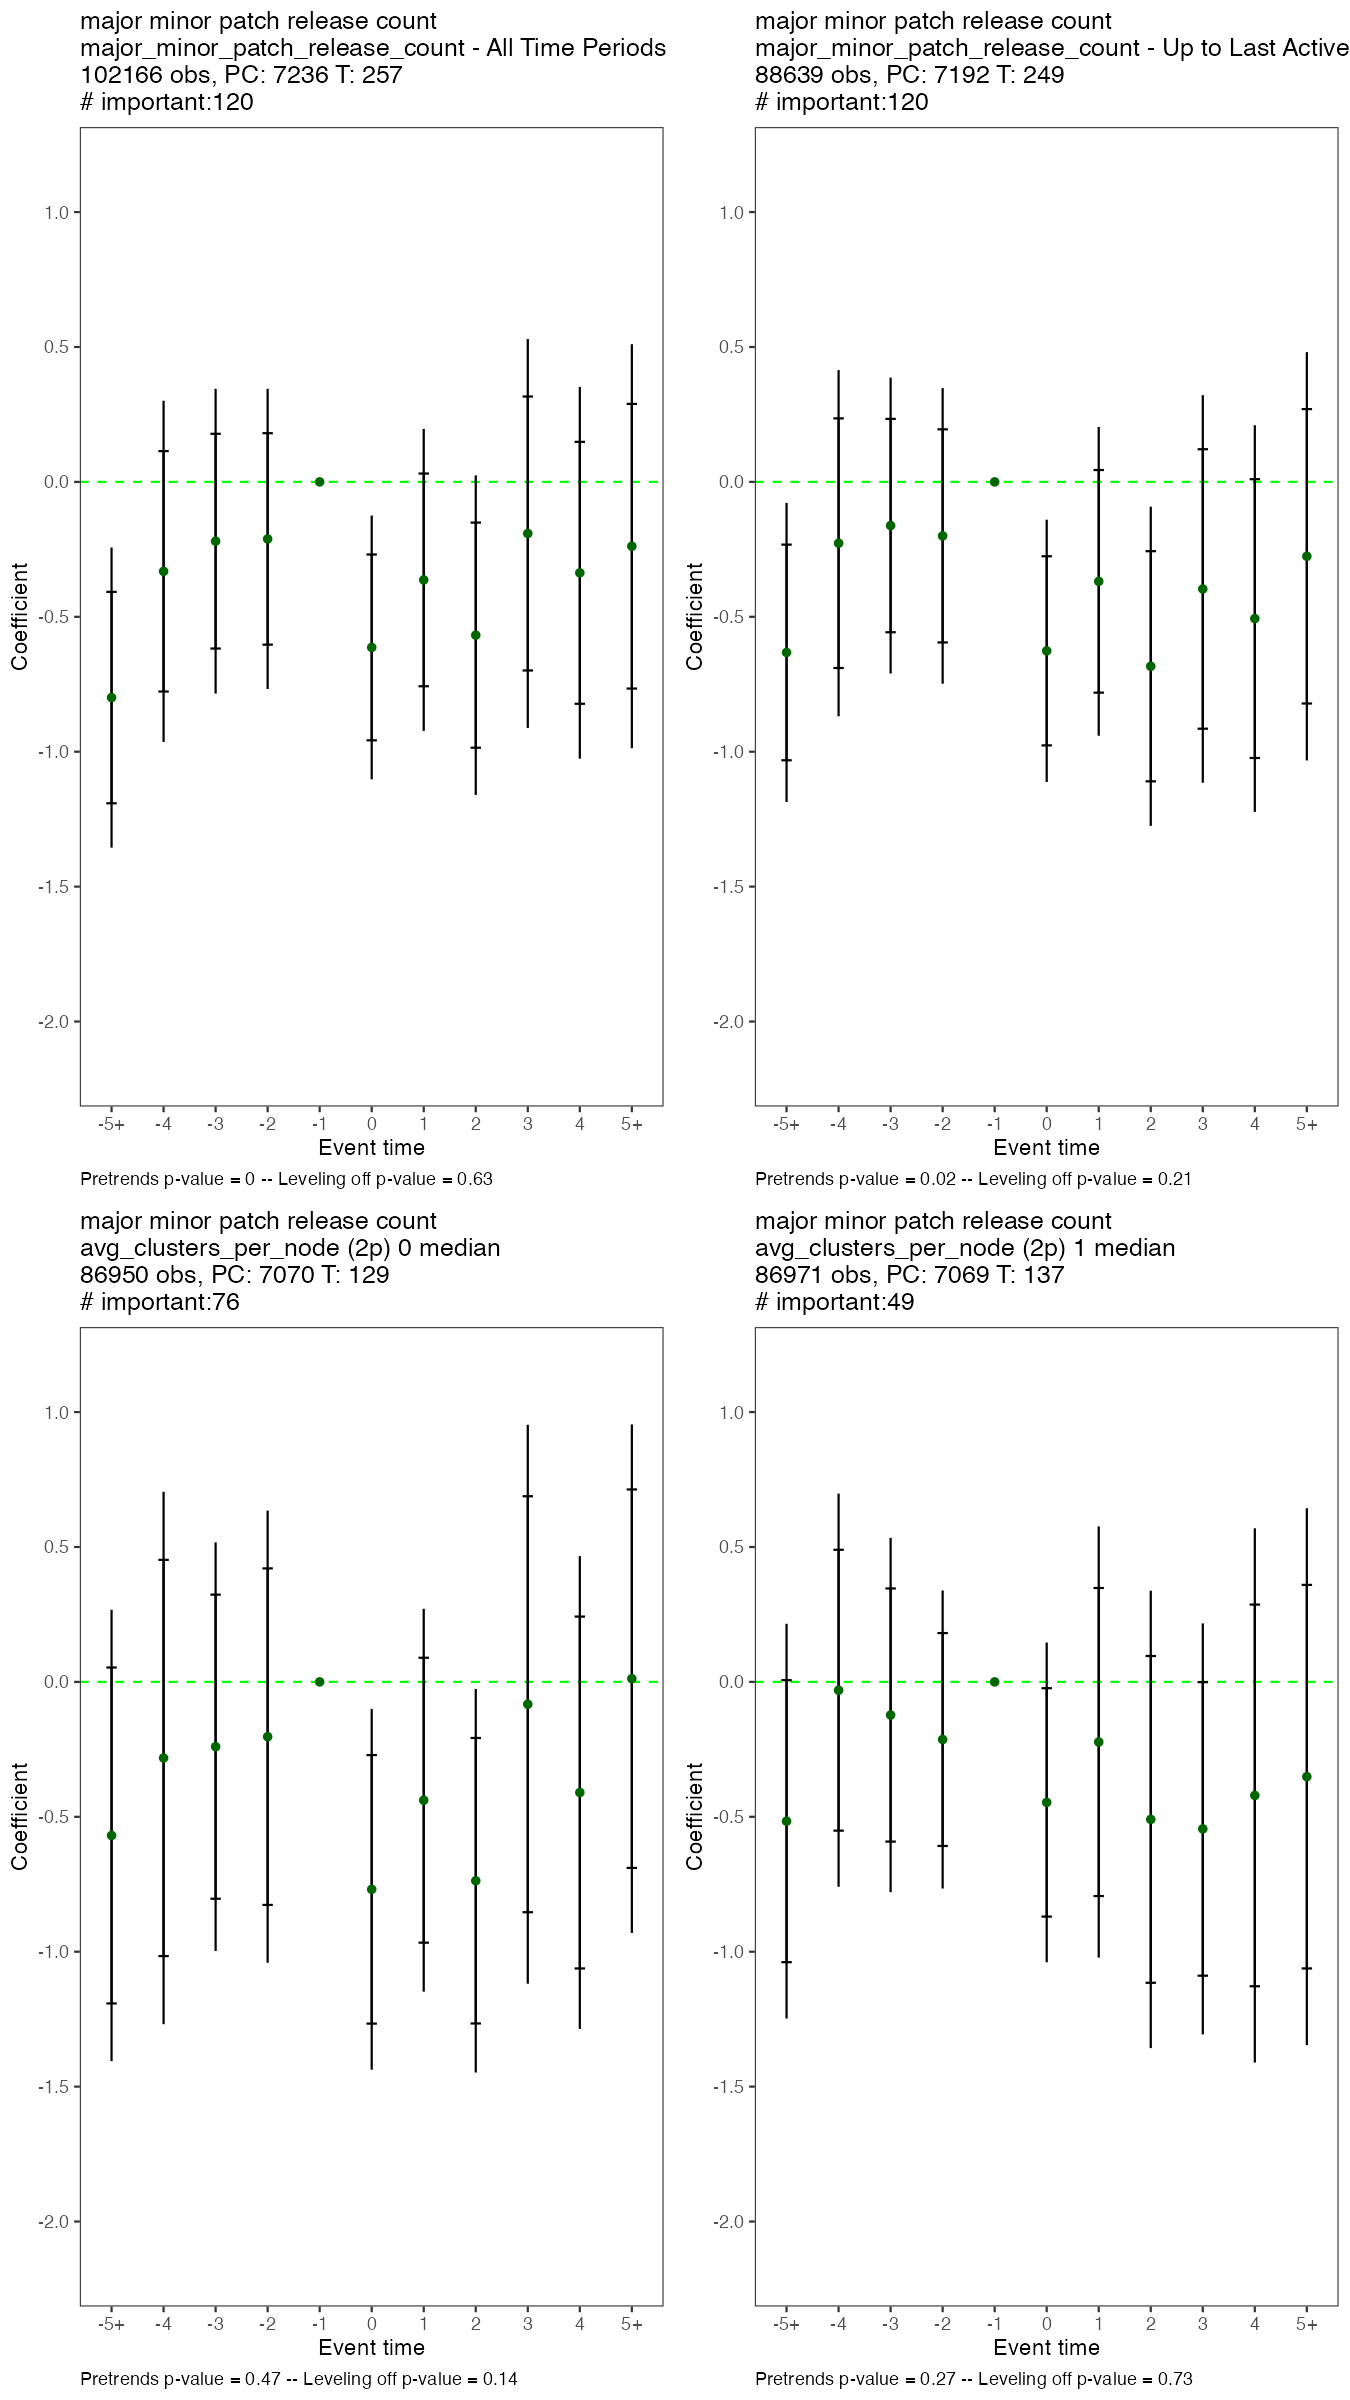 major minor patch release count
major_minor_patch_release_count - All Time Periods
102166 obs, PC: 7236 T: 257
# important:120
1.0
0.5
0.0
-0.5
-1.0
-1.5
-2.0
Coefficient
-5+ -4 -3 -2 -1 0 1 2 3 4 5+
Event time
Pretrends p-value = 0 -- Leveling off p-value = 0.63
major minor patch release count
major_minor_patch_release_count - Up to Last Active
88639 obs, PC: 7192 T: 249
# important:120
1.0
0.5
0.0
-0.5
-1.0
-1.5
-2.0
Coefficient
-5+ -4 -3 -2 -1 0 1 2 3 4 5+
Event time
Pretrends p-value = 0.02 -- Leveling off p-value = 0.21
major minor patch release count
avg_clusters_per_node (2p) 0 median
86950 obs, PC: 7070 T: 129
# important:76
1.0
0.5
0.0
-0.5
-1.0
-1.5
-2.0
Coefficient
-5+ -4 -3 -2 -1 0 1 2 3 4 5+
Event time
Pretrends p-value = 0.47 -- Leveling off p-value = 0.14
major minor patch release count
avg_clusters_per_node (2p) 1 median
86971 obs, PC: 7069 T: 137
# important:49
1.0
0.5
0.0
-0.5
-1.0
-1.5
-2.0
Coefficient
-5+ -4 -3 -2 -1 0 1 2 3 4 5+
Event time
Pretrends p-value = 0.27 -- Leveling off p-value = 0.73